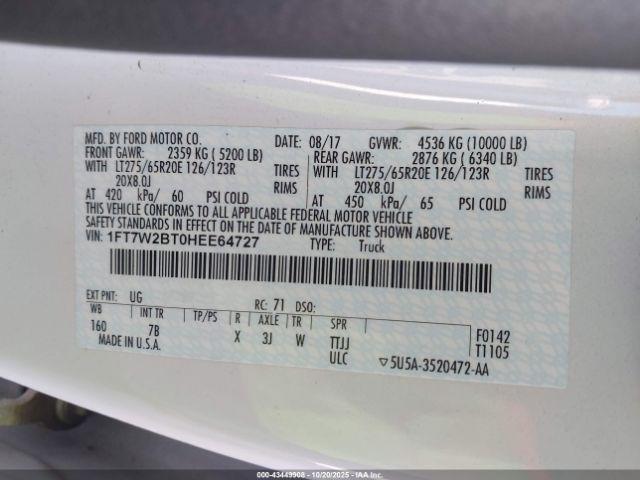 MFD. BY FORD MOTOR CO. DATE: 08/17 GVWR: 4536 KG (10000 LB)
FRONT GAWR: 2359 KG ( 5200 LB) REAR GAWR: 2876 KG ( 6340 LB)
WITH LT275/65R20E 126/123R TIRES WITH LT275/65R20E 126/123R TIRES
20X8.0J RIMS 20X8.0J RIMS
AT 420 kPa/ 60 PSI COLD AT 450 kPa/ 65 PSI COLD
THIS VEHICLE CONFORMS TO ALL APPLICABLE FEDERAL MOTOR VEHICLE
SAFETY STANDARDS IN EFFECT ON THE DATE OF MANUFACTURE SHOWN ABOVE.
VIN: 1FT7W2BT0HEE64727 TYPE: Truck
EXT PNT: UG RC: 71 DSO:
WB INT TR TP/PS R AXLE TR SPR
160 7B X 3J W TTJJ F0142
MADE IN U.S.A. ULC T1105
▽5U5A-3520472-AA
000-43449908 - 10/20/2025 - IAAI.COM